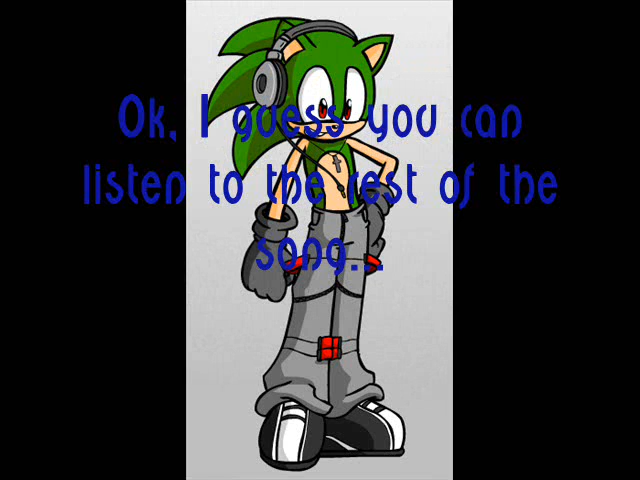 Ok, I guess you can
listen to the rest of the
song...